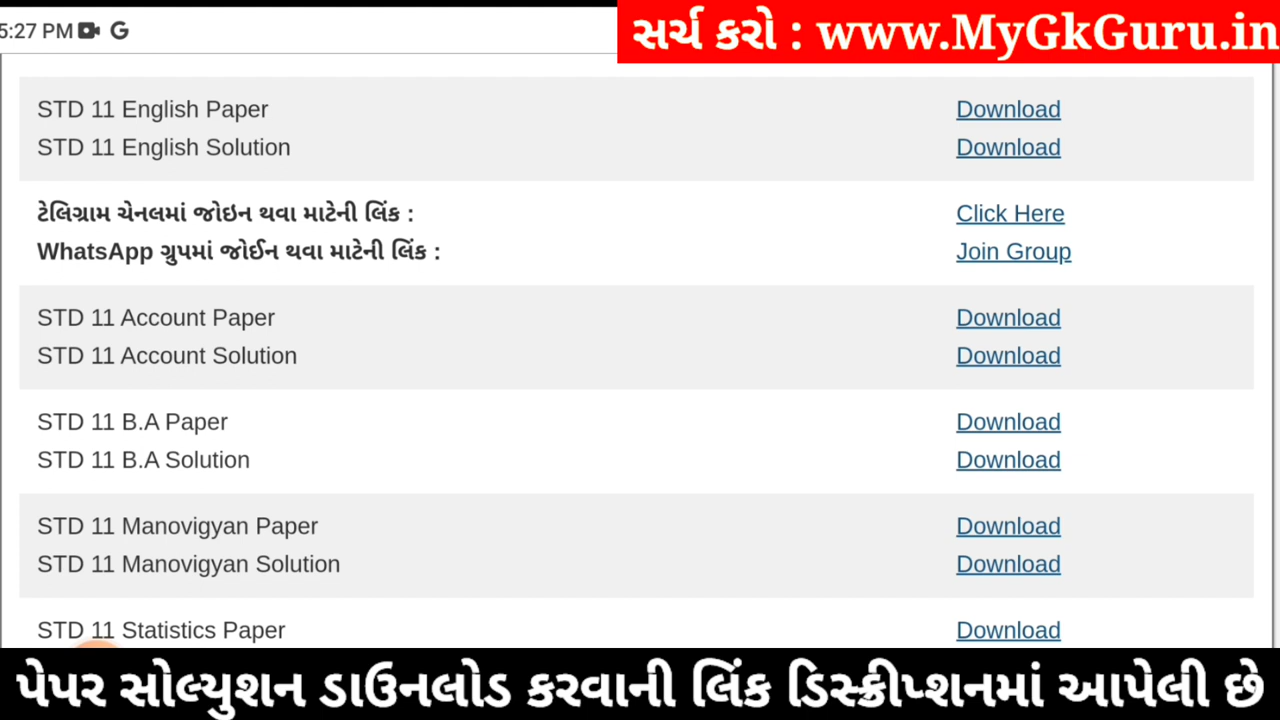 5:27 PM
સર્ચ કરો : www.MyGkGuru.in
STD 11 English Paper Download
STD 11 English Solution Download
ટેલિગ્રામ ચેનલમાં જોઇન થવા માટેની લિંક : Click Here
WhatsApp ગ્રુપમાં જોઈન થવા માટેની લિંક : Join Group
STD 11 Account Paper Download
STD 11 Account Solution Download
STD 11 B.A Paper Download
STD 11 B.A Solution Download
STD 11 Manovigyan Paper Download
STD 11 Manovigyan Solution Download
STD 11 Statistics Paper Download
પેપર સોલ્યુશન ડાઉનલોડ કરવાની લિંક ડિસ્ક્રીપ્શનમાં આપેલી છે